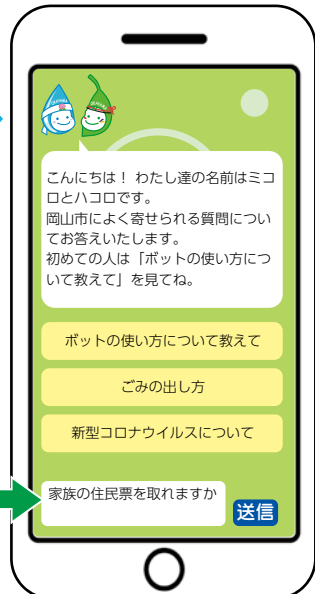 こんにちは! わたし達の名前はミコ
ロとハコロです。
岡山市によく寄せられる質問につい
てお答えいたします。
初めての人は「ボットの使い方につ
いて教えて」を見てね。
ボットの使い方について教えて
ごみの出し方
新型コロナウイルスについて
家族の住民票を取れますか
送信